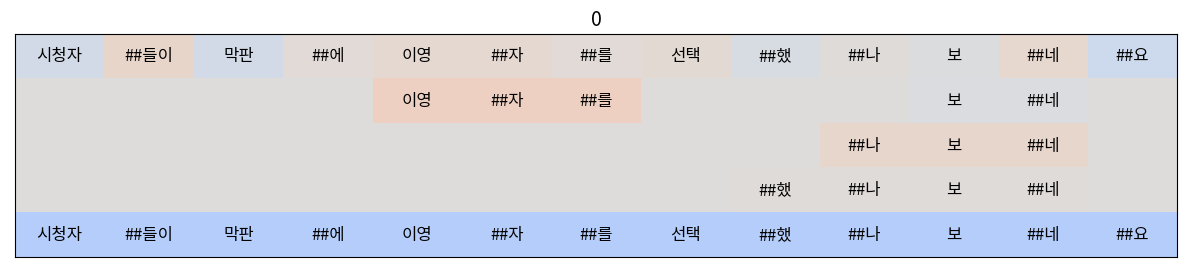 0
시청자 ##들이 막판 ##에 이영 ##자 ##를 선택 ##했 ##나 보 ##네 ##요
이영 ##자 ##를 보 ##네
##나 보 ##네
##했 ##나 보 ##네
시청자 ##들이 막판 ##에 이영 ##자 ##를 선택 ##했 ##나 보 ##네 ##요